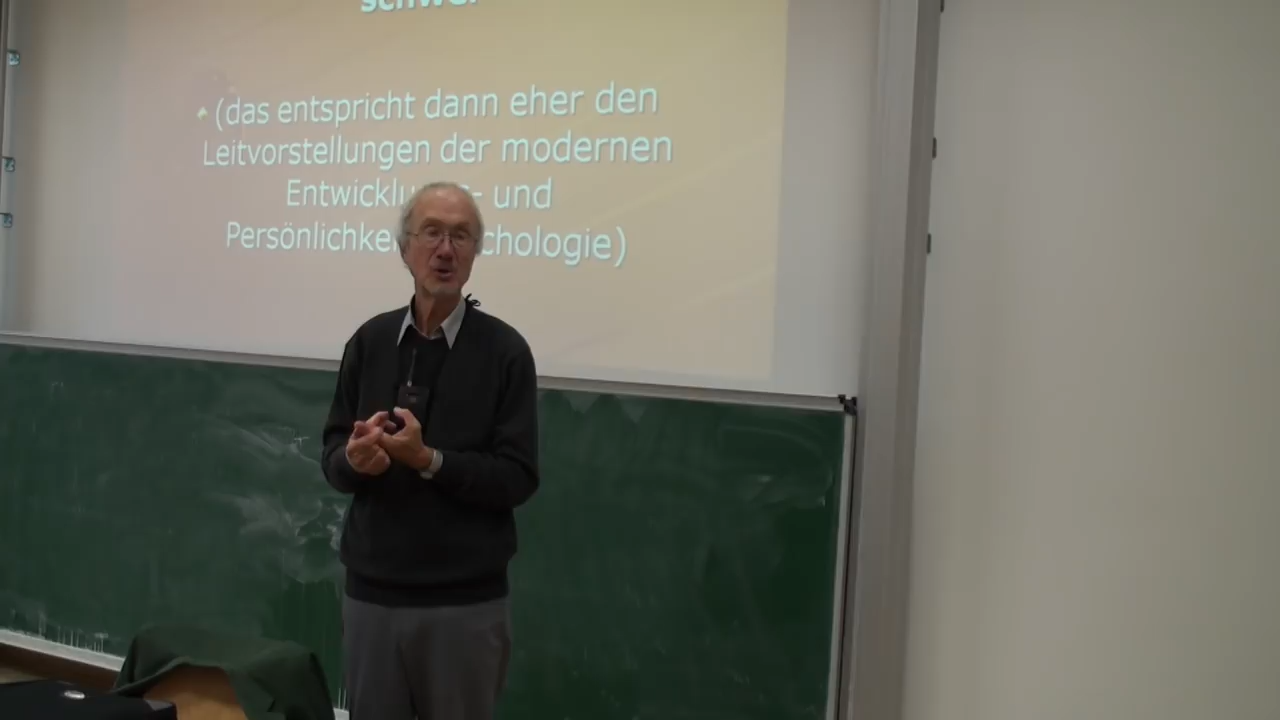 (das entspricht dann eher den
Leitvorstellungen der modernen
und